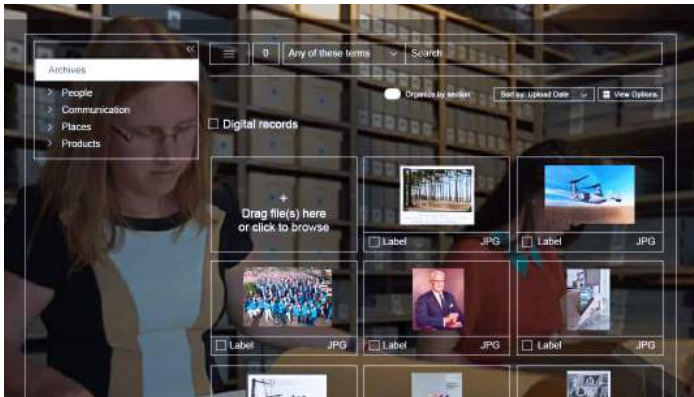 Archives
People
Communication
Places
Products
0
Any of these terms
Search
Organize by section
Sort by: Upload Date
View Options
Digital records
+
Drag file(s) here
or click to browse
Label JPG
Label JPG
Label JPG
Label JPG
Label JPG